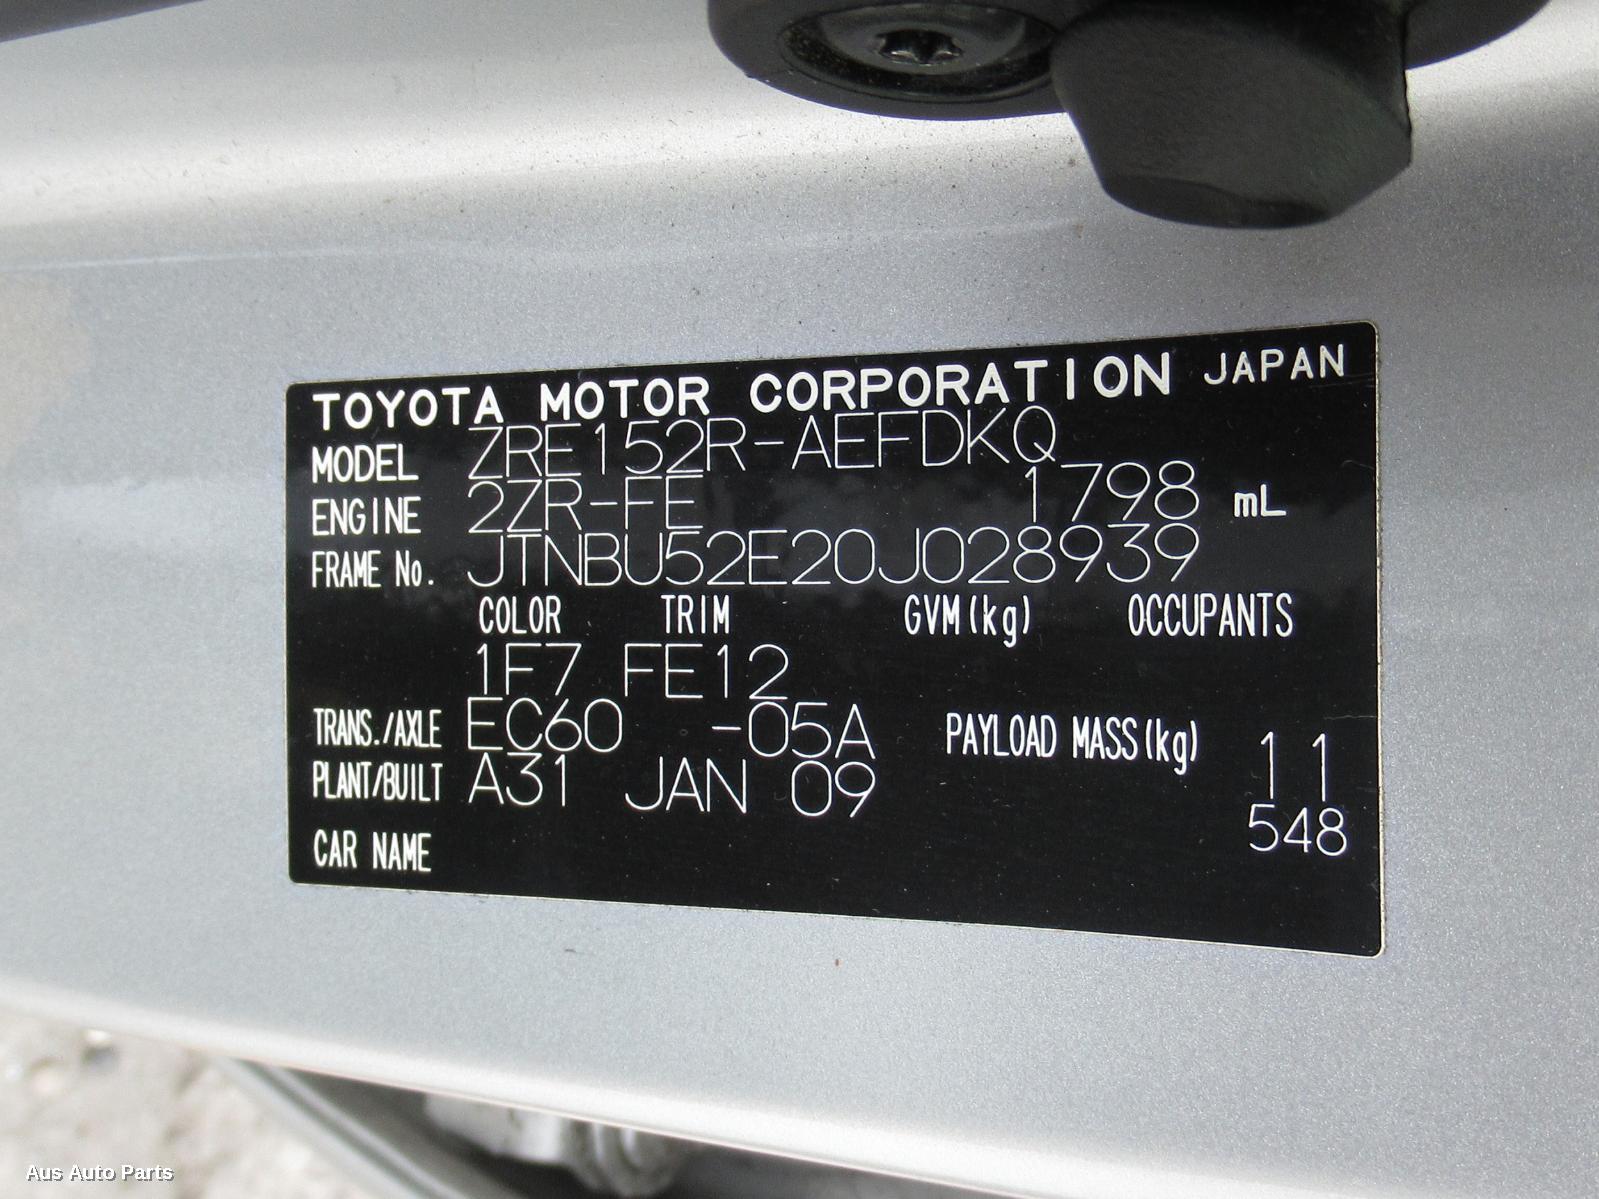 TOYOTA MOTOR CORPORATION JAPAN
MODEL ZRE152R-AEFDKQ
ENGINE 2ZR-FE 1798 mL
FRAME No. JTNBU52E20J028939
COLOR TRIM GVM(kg) OCCUPANTS
1F7 FE12
TRANS./AXLE EC60 -05A PAYLOAD MASS(kg) 11
PLANT/BUILT A31 JAN 09 548
CAR NAME
Aus Auto Parts